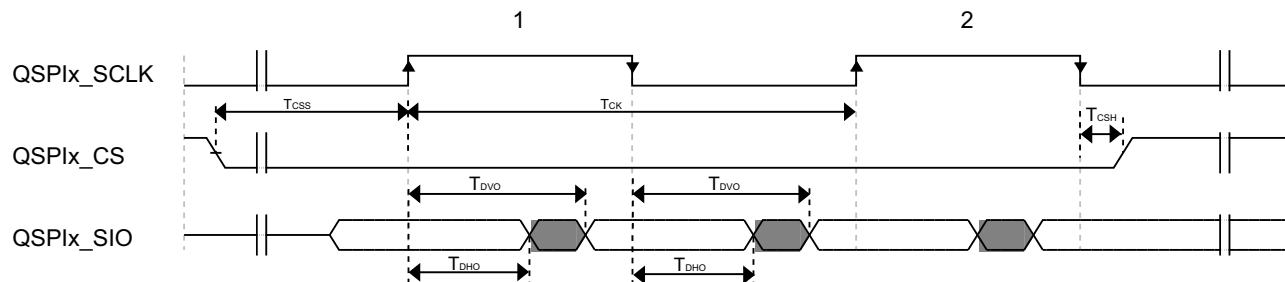 1 2
QSPIx_SCLK
TCSS TCK TCSH
QSPIx_CS
TDVO TDVO
QSPIx_SIO
TDHO TDHO